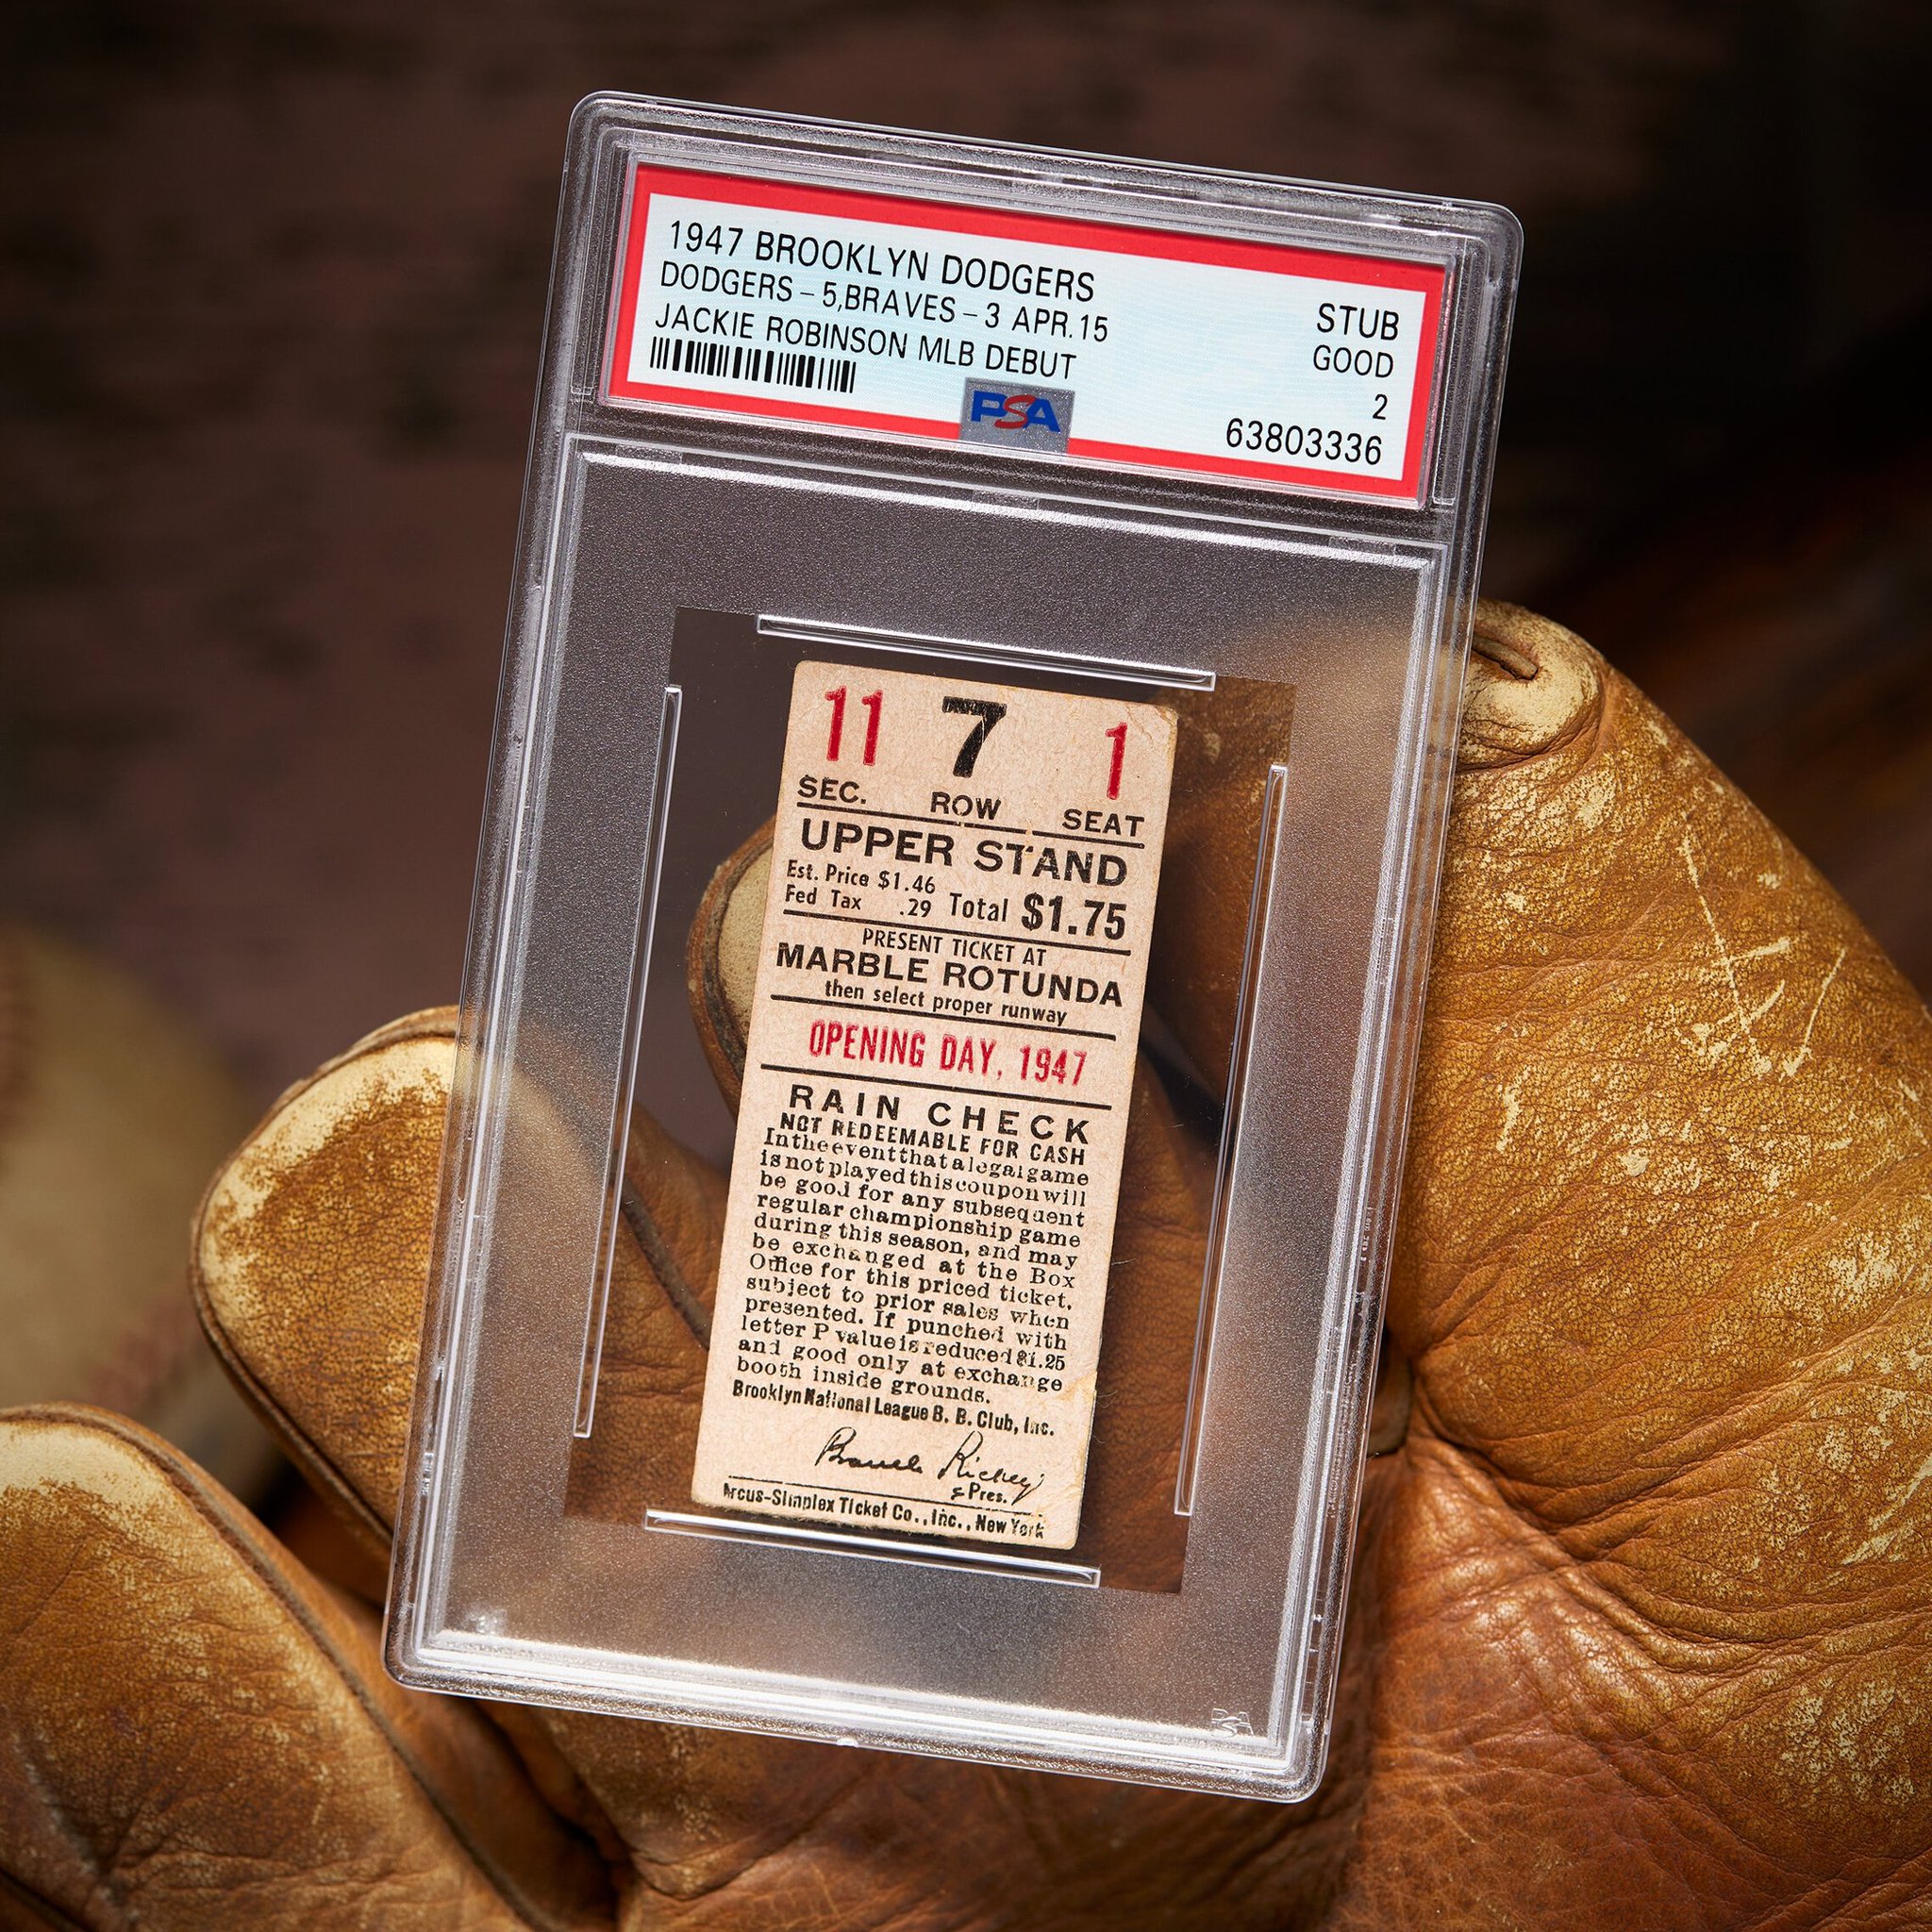 1947 BROOKLYN DODGERS
DODGERS - 5,BRAVES - 3 APR.15
JACKIE ROBINSON MLB DEBUT
STUB
GOOD
2
63803336
PSA
11 7 1
SEC. ROW SEAT
UPPER STAND
Est. Price $1.46
Fed Tax .29 Total $1.75
PRESENT TICKET AT
MARBLE ROTUNDA
then select proper runway
OPENING DAY, 1947
RAIN CHECK
NOT REDEEMABLE FOR CASH
In the event that a legal game
is not played this coupon will
be good for any subsequent
regular championship game
during this season, and may
be exchanged at the Box
Office for this priced ticket,
subject to prior sales when
presented. If punched with
letter P value is reduced $1.25
and good only at exchange
booth inside grounds.
Brooklyn National League B. B. Club, Inc.
Branch Rickey
Pres.
Arcus-Simplex Ticket Co., Inc., New York
PSA